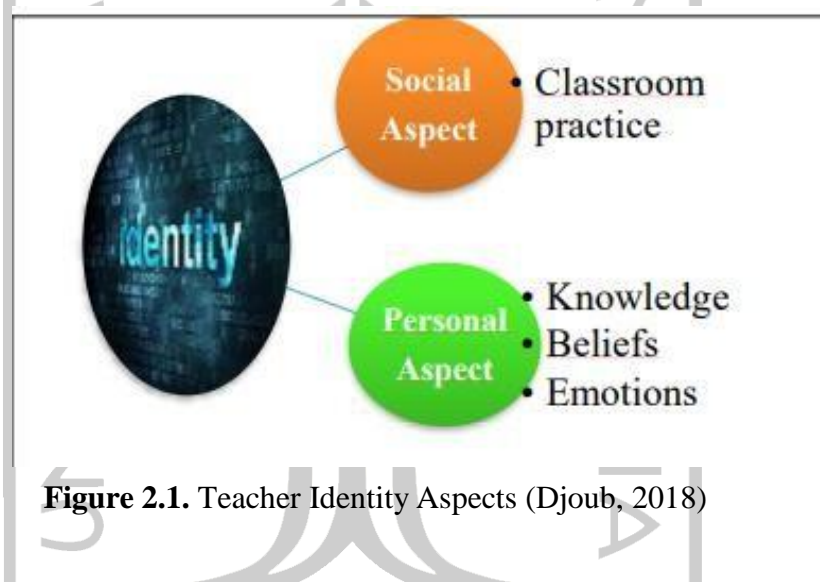 Social
Aspect
• Classroom
practice
identity
Personal
Aspect
• Knowledge
• Beliefs
• Emotions
Figure 2.1. Teacher Identity Aspects (Djoub, 2018)